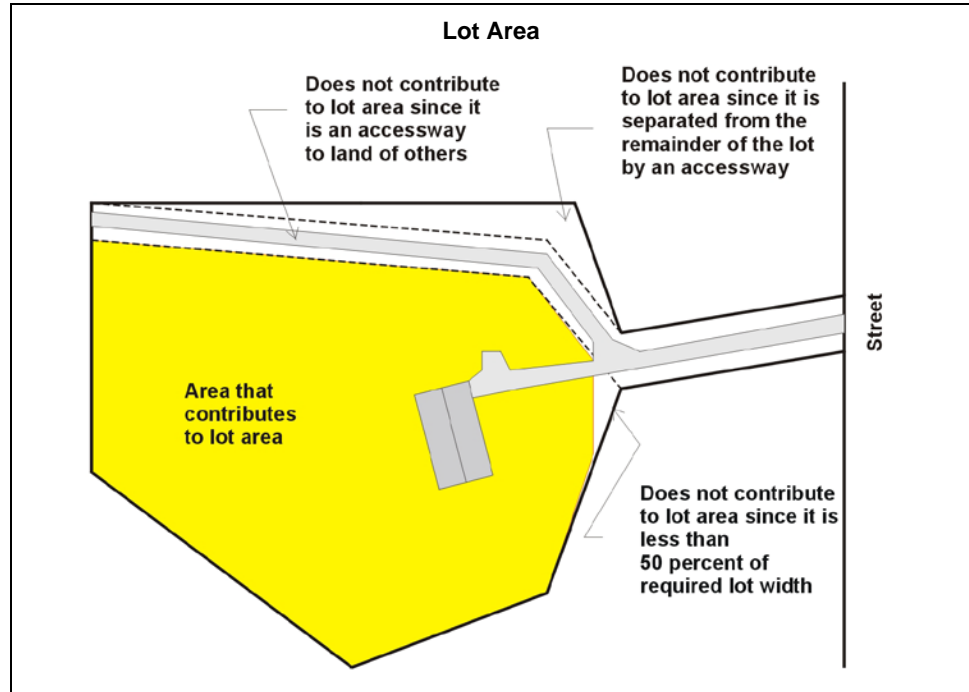 Lot Area
Does not contribute
to lot area since it
is an accessway
to land of others
Does not contribute
to lot area since it is
separated from the
remainder of the lot
by an accessway
Street
Area that
contributes
to lot area
Does not contribute
to lot area since it is
less than
50 percent of
required lot width